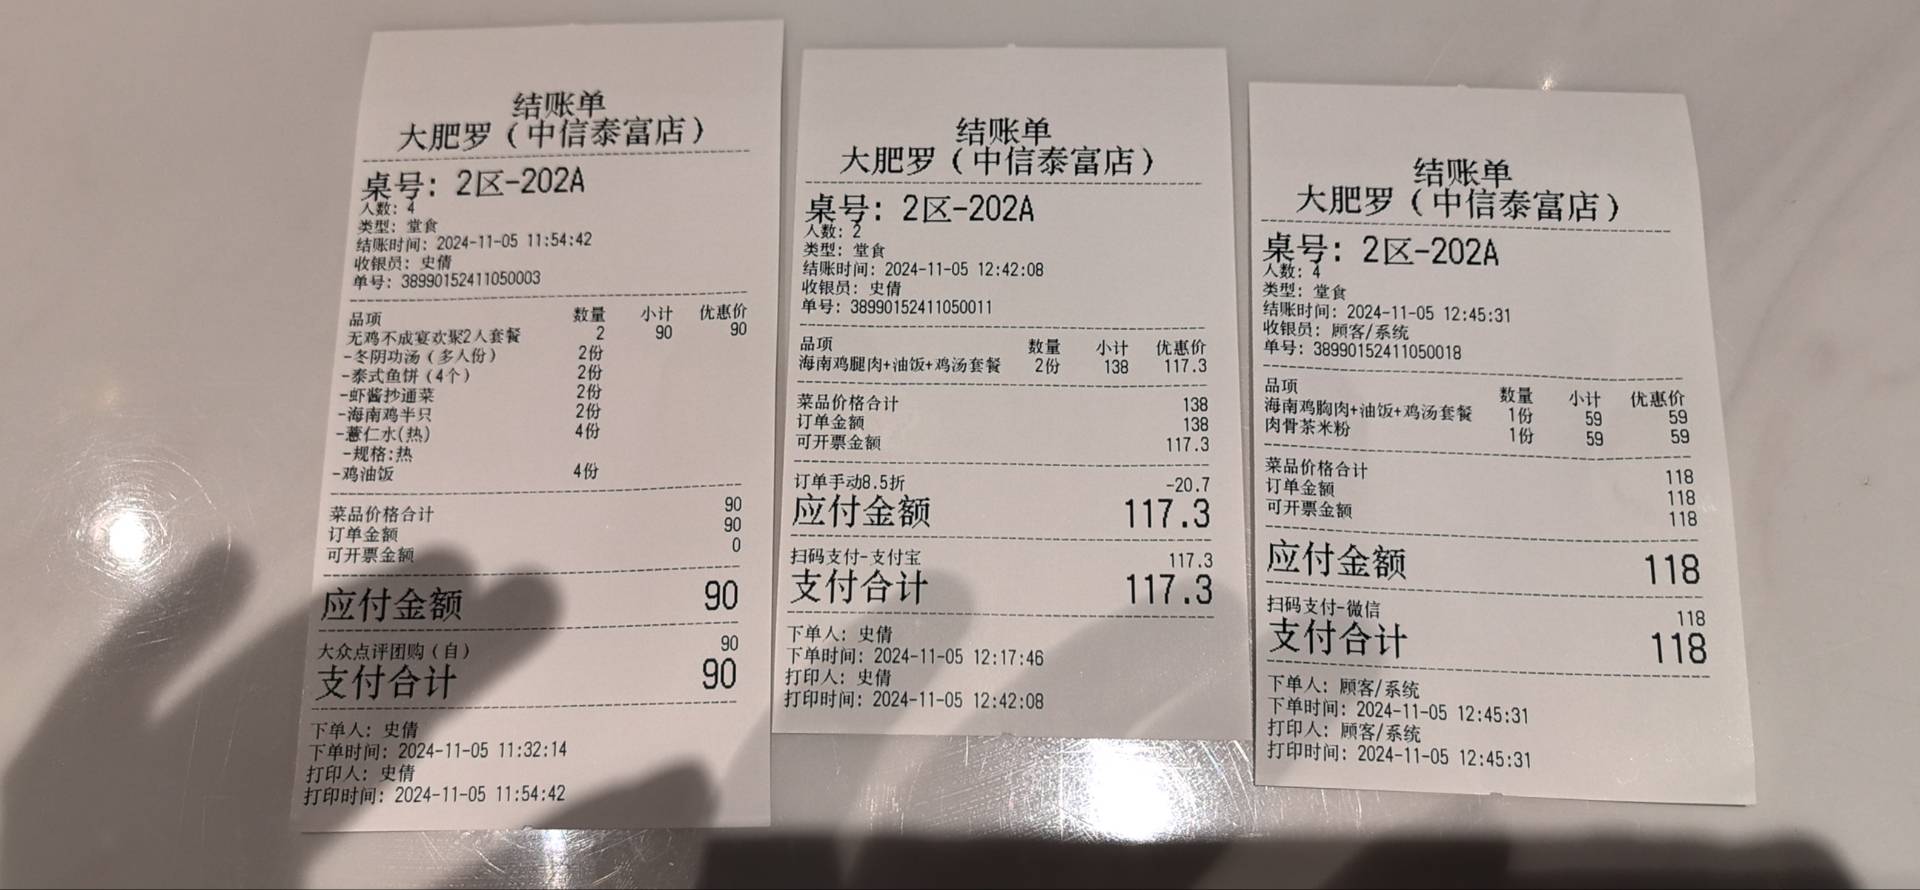 结账单
大肥罗（中信泰富店）
桌号: 2区-202A
人数: 4
类型: 堂食
结账时间: 2024-11-05 11:54:42
收银员: 史倩
单号: 38990152411050003
品项 数量 小计 优惠价
无鸡不成宴欢聚2人套餐 2 90 90
-冬阴功汤（多人份） 2份
-泰式鱼饼（4个） 2份
-虾酱抄通菜 2份
-海南鸡半只 2份
-薏仁水(热) 4份
-规格:热
-鸡油饭 4份
菜品价格合计 90
订单金额 90
可开票金额 0
应付金额 90
大众点评团购（自） 90
支付合计 90
下单人: 史倩
下单时间: 2024-11-05 11:32:14
打印人: 史倩
打印时间: 2024-11-05 11:54:42
结账单
大肥罗（中信泰富店）
桌号: 2区-202A
人数: 2
类型: 堂食
结账时间: 2024-11-05 12:42:08
收银员: 史倩
单号: 38990152411050011
品项 数量 小计 优惠价
海南鸡腿肉+油饭+鸡汤套餐 2份 138 117.3
菜品价格合计 138
订单金额 138
可开票金额 117.3
订单手动8.5折 -20.7
应付金额 117.3
扫码支付-支付宝 117.3
支付合计 117.3
下单人: 史倩
下单时间: 2024-11-05 12:17:46
打印人: 史倩
打印时间: 2024-11-05 12:42:08
结账单
大肥罗（中信泰富店）
桌号: 2区-202A
人数: 4
类型: 堂食
结账时间: 2024-11-05 12:45:31
收银员: 顾客/系统
单号: 38990152411050018
品项 数量 小计 优惠价
海南鸡胸肉+油饭+鸡汤套餐 1份 59 59
肉骨茶米粉 1份 59 59
菜品价格合计 118
订单金额 118
可开票金额 118
应付金额 118
扫码支付-微信 118
支付合计 118
下单人: 顾客/系统
下单时间: 2024-11-05 12:45:31
打印人: 顾客/系统
打印时间: 2024-11-05 12:45:31